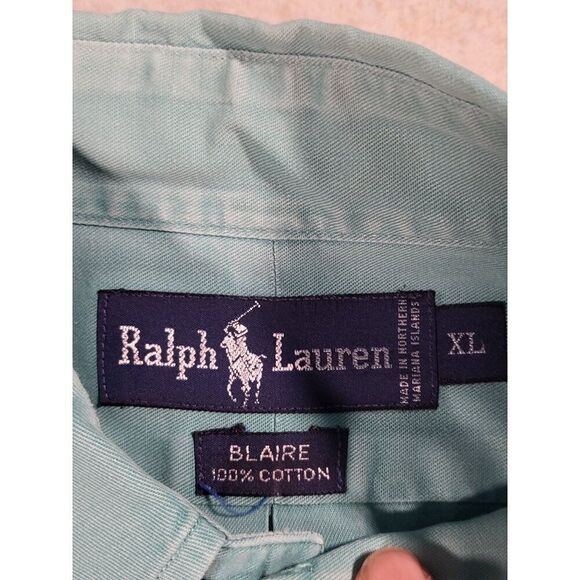 Ralph Lauren
MADE IN NORTHERN
MARIANA ISLANDS
XL
BLAIRE
100% COTTON